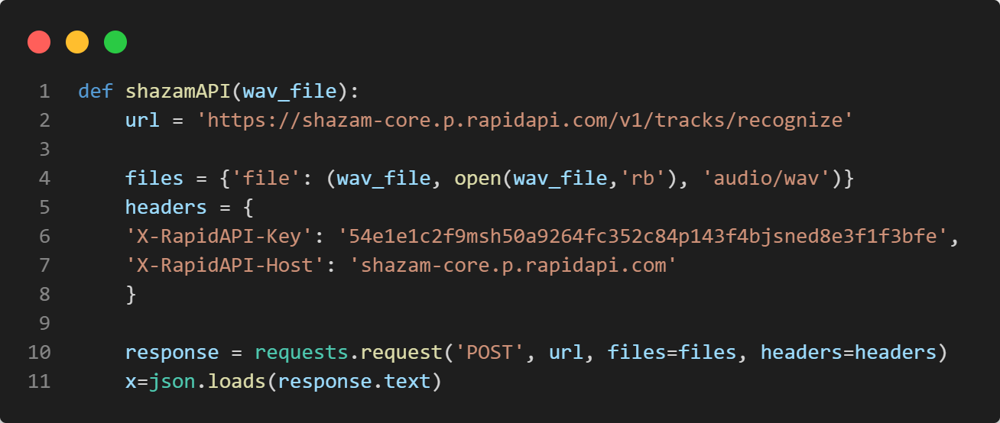 1 def shazamAPI(wav_file):
2     url = 'https://shazam-core.p.rapidapi.com/v1/tracks/recognize'
3
4     files = {'file': (wav_file, open(wav_file,'rb'), 'audio/wav')}
5     headers = {
6     'X-RapidAPI-Key': '54e1e1c2f9msh50a9264fc352c84p143f4bjsned8e3f1f3bfe',
7     'X-RapidAPI-Host': 'shazam-core.p.rapidapi.com'
8     }
9
10     response = requests.request('POST', url, files=files, headers=headers)
11     x=json.loads(response.text)